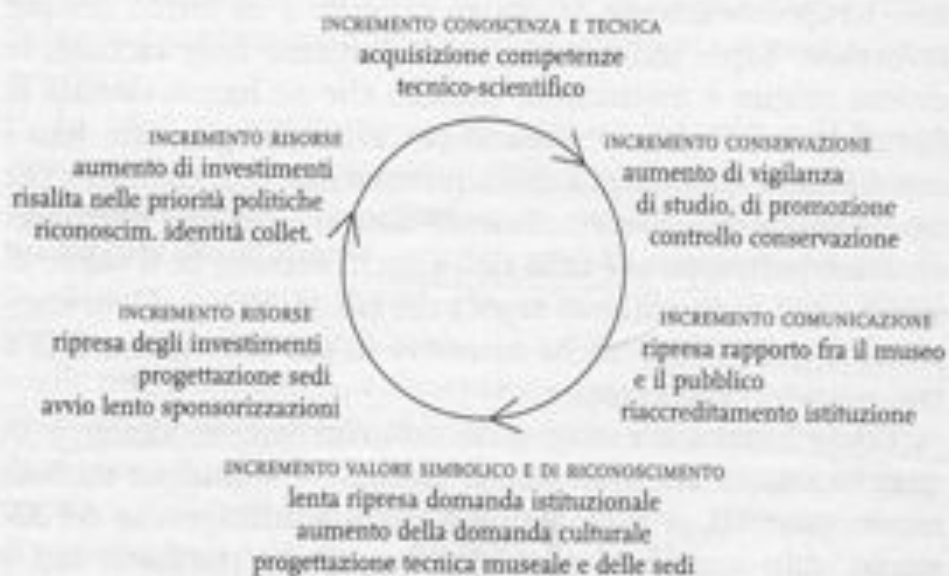 INCREMENTO CONOSCENZA E TECNICA
acquisizione competenze
tecnico-scientifico
INCREMENTO CONSERVAZIONE
aumento di vigilanza
di studio, di promozione
controllo conservazione
INCREMENTO COMUNICAZIONE
ripresa rapporto fra il museo
e il pubblico
riaccreditamento istituzione
INCREMENTO VALORE SIMBOLICO E DI RICONOSCIMENTO
lenta ripresa domanda istituzionale
aumento della domanda culturale
progettazione tecnica museale e delle sedi
INCREMENTO RISORSE
ripresa degli investimenti
progettazione sedi
avvio lento sponsorizzazioni
INCREMENTO RISORSE
aumento di investimenti
risalita nelle priorità politiche
riconoscim. identità collet.